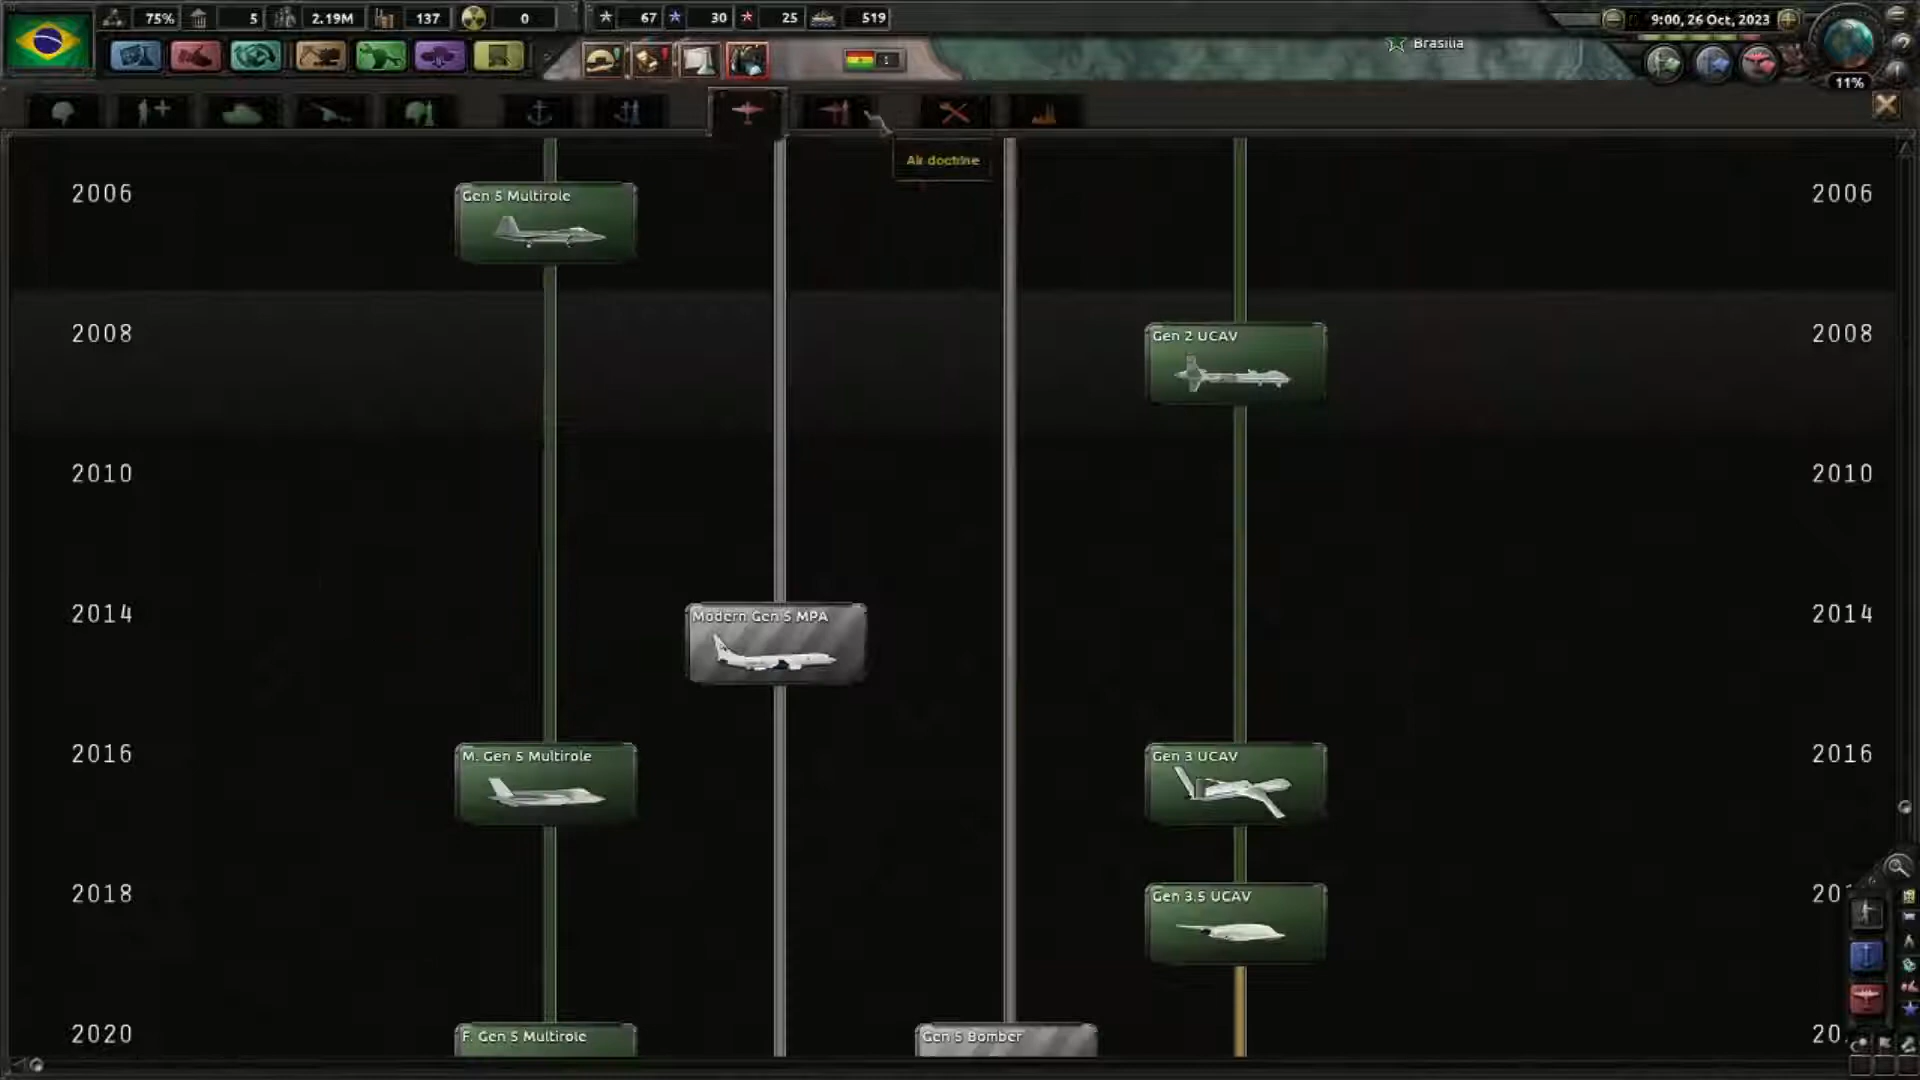 75% 5 2.19M 137 0 67 30 25 519 9:00, 26 Oct, 2023
Brasilia
1
11%
Air doctrine
2006 Gen 5 Multirole 2006
2008 Gen 2 UCAV 2008
2010 2010
2014 Modern Gen 5 MPA 2014
2016 M. Gen 5 Multirole Gen 3 UCAV 2016
2018 Gen 3.5 UCAV 20
2020 F. Gen 5 Multirole Gen 5 Bomber 20